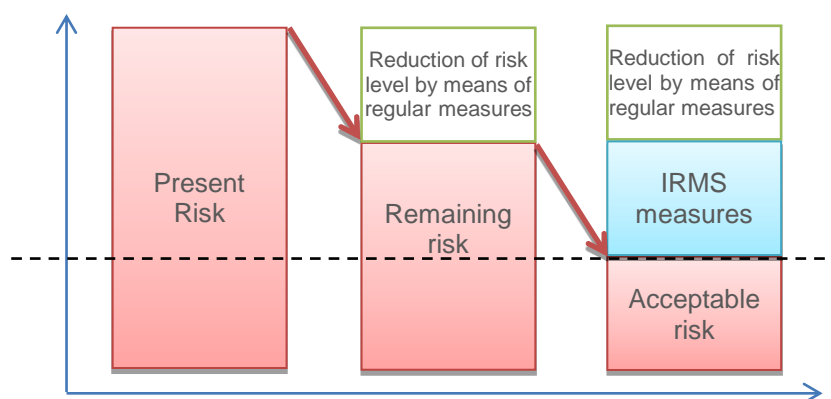 Present
Risk
Reduction of risk
level by means of
regular measures
Remaining
risk
Reduction of risk
level by means of
regular measures
IRMS
measures
Acceptable
risk